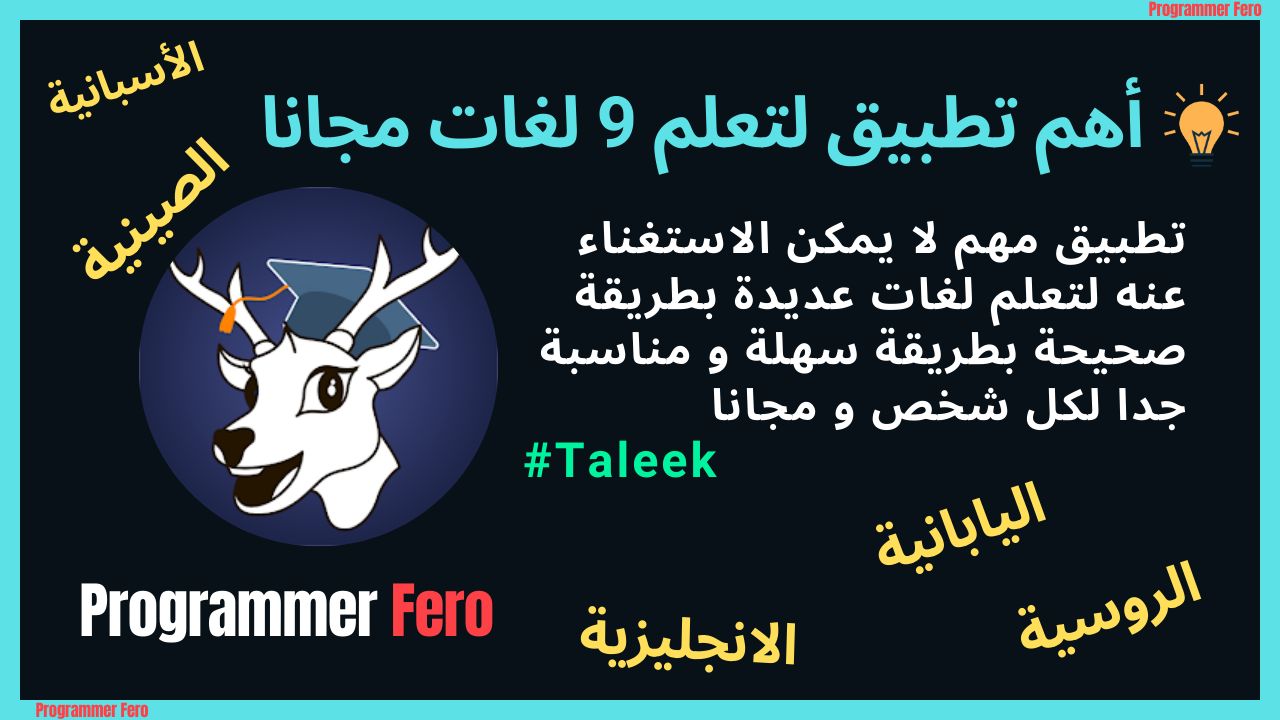 Programmer Fero
الأسبانية
أهم تطبيق لتعلم 9 لغات مجانا
الصينية
تطبيق مهم لا يمكن الاستغناء
عنه لتعلم لغات عديدة بطريقة
صحيحة بطريقة سهلة و مناسبة
جدا لكل شخص و مجانا
#Taleek
اليابانية
الروسية
Programmer Fero
الانجليزية
Programmer Fero